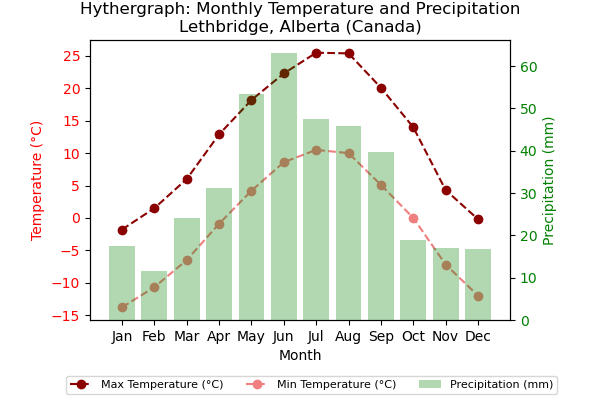 Hythergraph: Monthly Temperature and Precipitation
Lethbridge, Alberta (Canada)
Temperature (°C)
25
20
15
10
5
0
−5
−10
−15
60
50
40
30
20
10
0
Precipitation (mm)
Jan Feb Mar Apr May Jun Jul Aug Sep Oct Nov Dec
Month
Max Temperature (°C) Min Temperature (°C) Precipitation (mm)